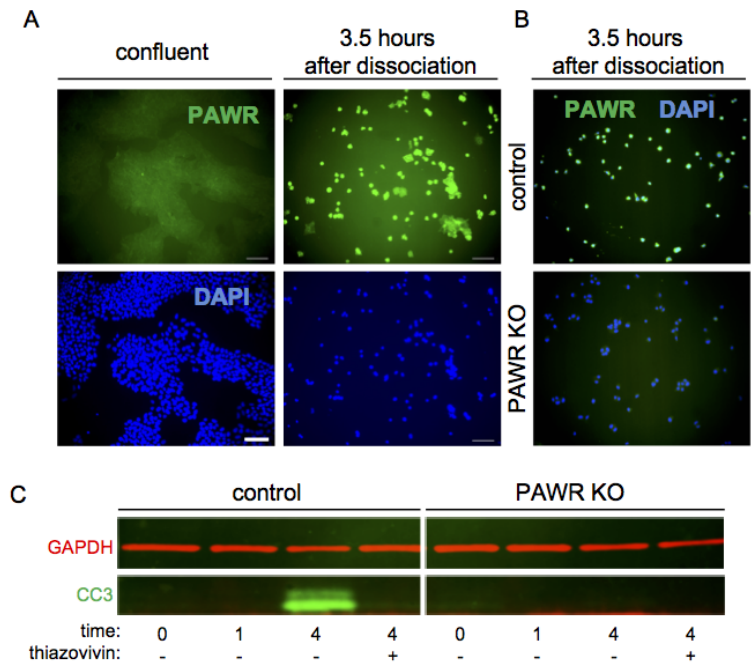 A
confluent
3.5 hours
after dissociation
PAWR
DAPI
B
3.5 hours
after dissociation
PAWR DAPI
control
PAWR KO
C
control
PAWR KO
GAPDH
CC3
time: 0 1 4 4 0 1 4 4
thiazovivin: - - - + - - - +